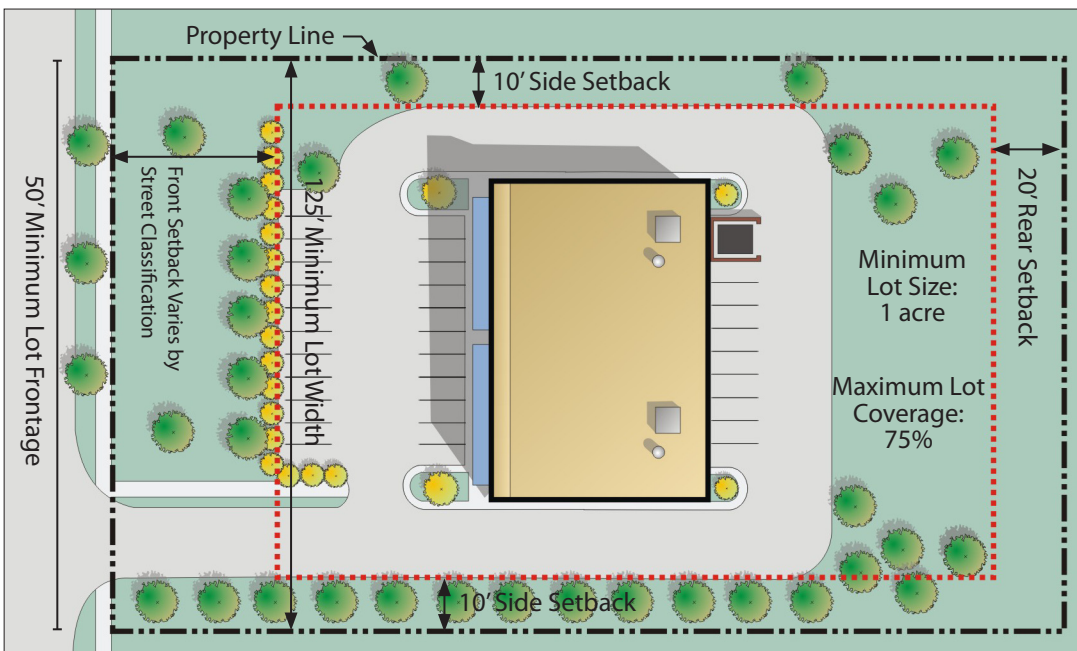 Property Line
10’ Side Setback
50’ Minimum Lot Frontage
Front Setback Varies by
Street Classification
125’ Minimum Lot Width
20’ Rear Setback
Minimum
Lot Size:
1 acre
Maximum Lot
Coverage:
75%
10’ Side Setback